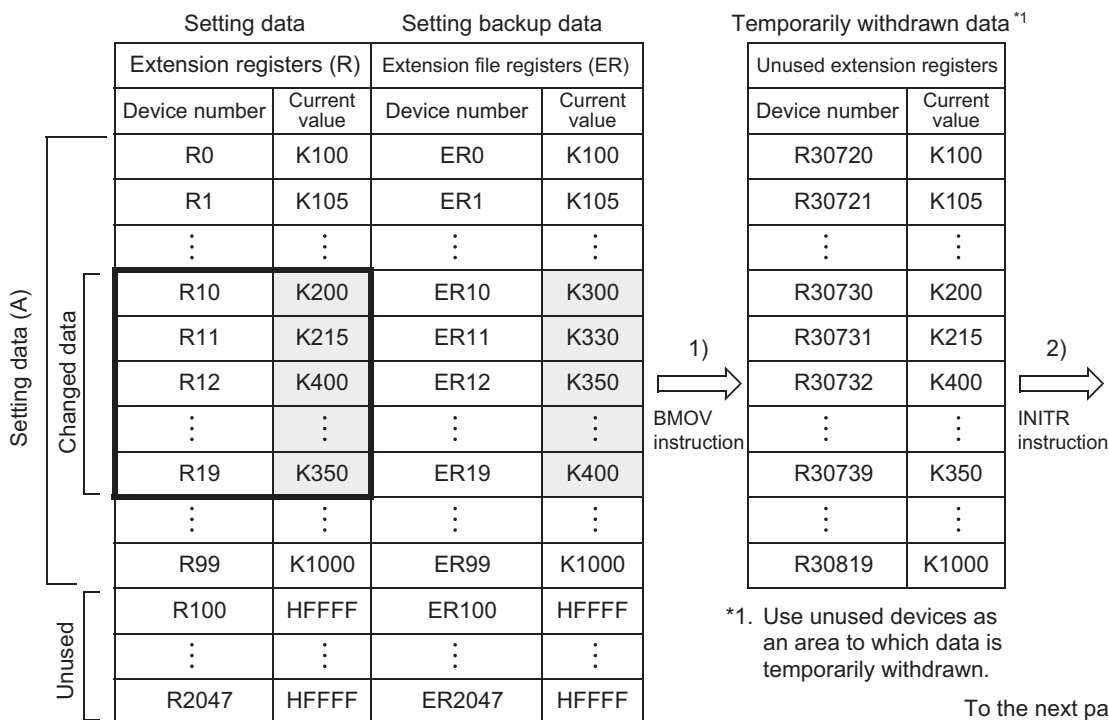 Setting data Setting backup data Temporarily withdrawn data *1
Extension registers (R) Extension file registers (ER) Unused extension registers
Device number Current value Device number Current value Device number Current value
R0 K100 ER0 K100 R30720 K100
R1 K105 ER1 K105 R30721 K105
⋮ ⋮ ⋮ ⋮ ⋮ ⋮
R10 K200 ER10 K300 R30730 K200
R11 K215 ER11 K330 R30731 K215
R12 K400 ER12 K350 R30732 K400
⋮ ⋮ ⋮ ⋮ ⋮ ⋮
R19 K350 ER19 K400 R30739 K350
⋮ ⋮ ⋮ ⋮ ⋮ ⋮
R99 K1000 ER99 K1000 R30819 K1000
R100 HFFFF ER100 HFFFF
⋮ ⋮ ⋮ ⋮
R2047 HFFFF ER2047 HFFFF
Setting data (A)
Changed data
Unused
1)
BMOV
instruction
2)
INITR
instruction
*1. Use unused devices as
an area to which data is
temporarily withdrawn.
To the next pa